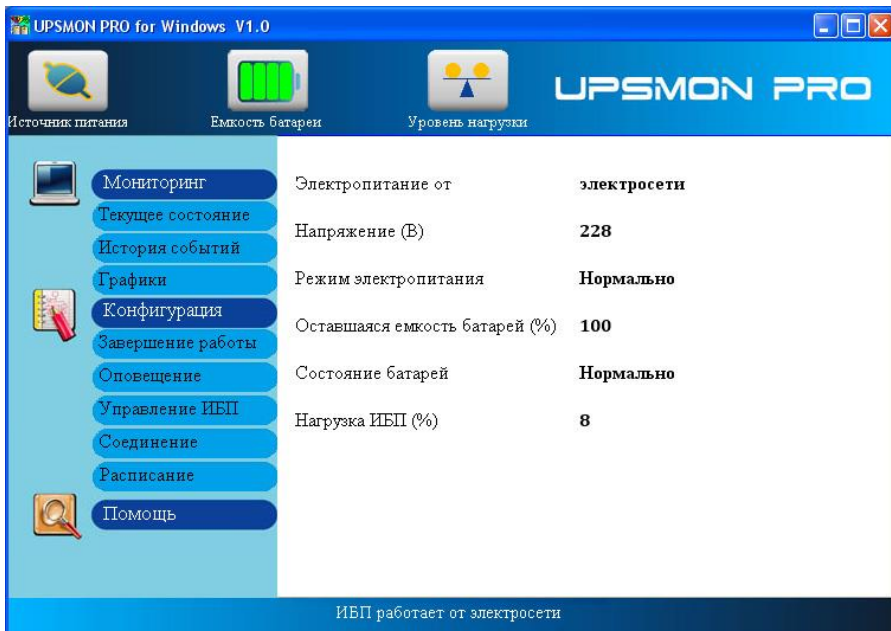 UPSMON PRO for Windows V1.0
UPSMON PRO
Источник питания
Емкость батареи
Уровень нагрузки
Мониторинг
Текущее состояние
История событий
Графики
Конфигурация
Завершение работы
Оповещение
Управление ИБП
Соединение
Расписание
Помощь
Электропитание от электросети
Напряжение (В) 228
Режим электропитания Нормально
Оставшаяся емкость батарей (%) 100
Состояние батарей Нормально
Нагрузка ИБП (%) 8
ИБП работает от электросети